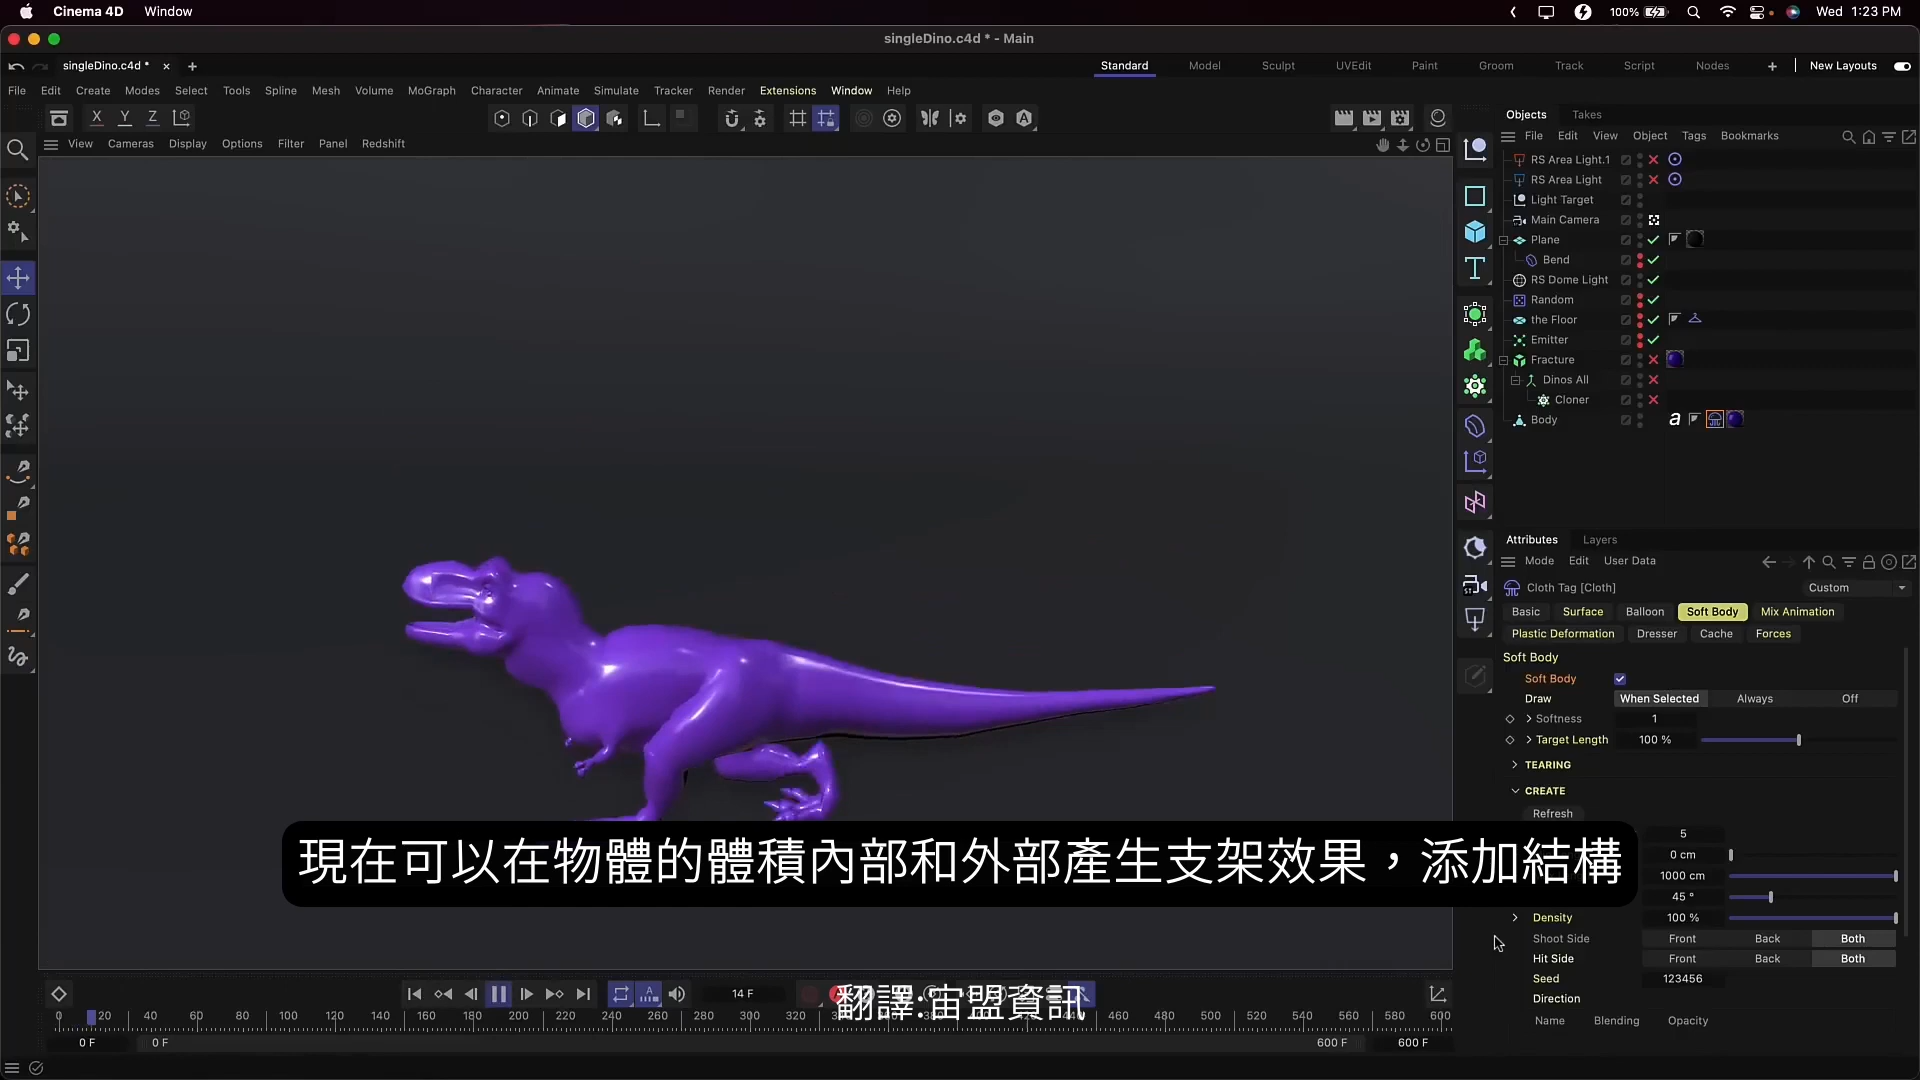 Cinema 4D Window
100%
Wed 1:23 PM
singleDino.c4d * - Main
singleDino.c4d *
Standard Model Sculpt UVEdit Paint Groom Track Script Nodes New Layouts
File Edit Create Modes Select Tools Spline Mesh Volume MoGraph Character Animate Simulate Tracker Render Extensions Window Help
X Y Z
View Cameras Display Options Filter Panel Redshift
Objects Takes
File Edit View Object Tags Bookmarks
RS Area Light.1
RS Area Light
Light Target
Main Camera
Plane
Bend
RS Dome Light
Random
the Floor
Emitter
Fracture
Dinos All
Cloner
Body
a
Attributes Layers
Mode Edit User Data
Cloth Tag [Cloth]
Custom
Basic Surface Balloon Soft Body Mix Animation
Plastic Deformation Dresser Cache Forces
Soft Body
Soft Body
Draw When Selected Always Off
Softness 1
Target Length 100 %
TEARING
CREATE
Refresh
5
0 cm
1000 cm
45 °
Density 100 %
Shoot Side Front Back Both
Hit Side Front Back Both
Seed 123456
Direction
Name Blending Opacity
現在可以在物體的體積內部和外部產生支架效果，添加結構
14 F
翻譯:宙盟資訊
0 20 40 60 80 100 120 140 160 180 200 220 240 260 280 300 320 460 480 500 520 540 560 580 600
0 F 0 F 600 F 600 F